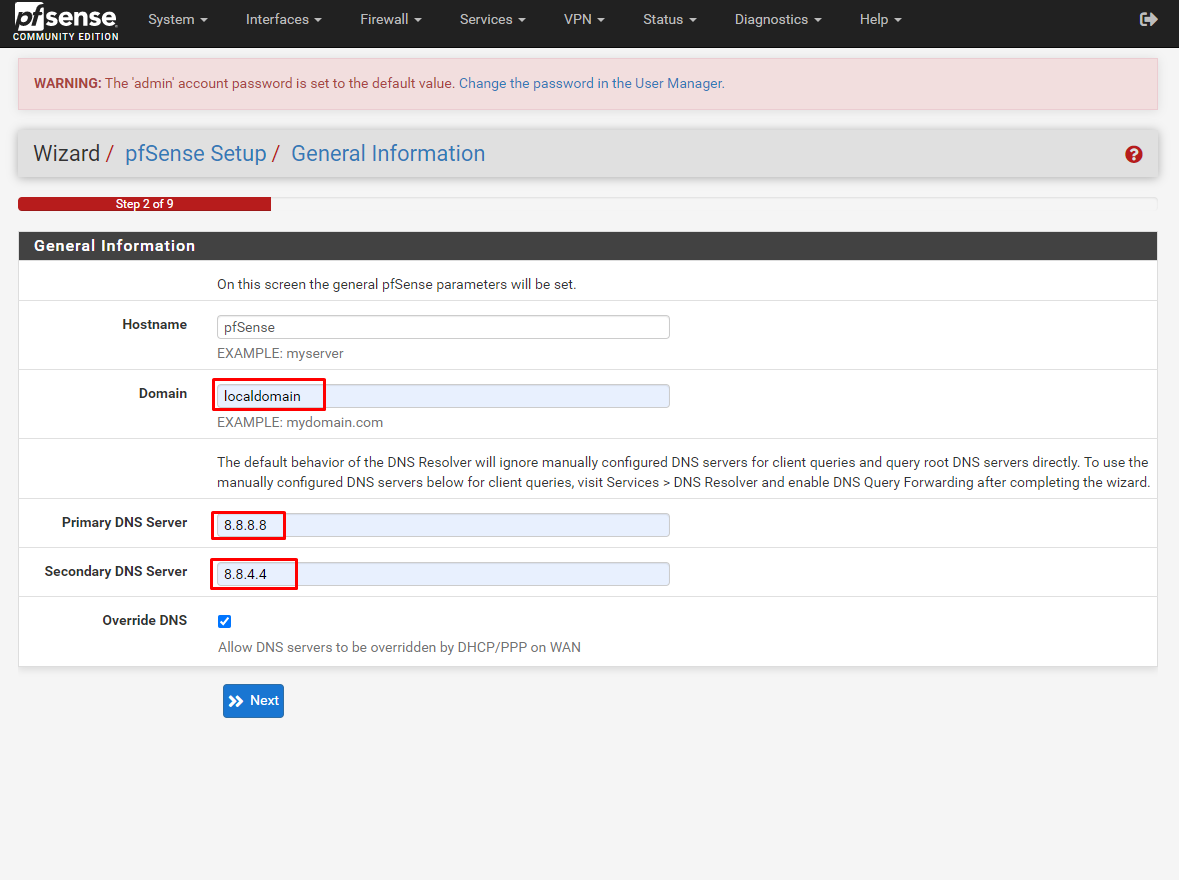 pfsense
COMMUNITY EDITION
System Interfaces Firewall Services VPN Status Diagnostics Help
WARNING: The 'admin' account password is set to the default value. Change the password in the User Manager.
Wizard / pfSense Setup / General Information
Step 2 of 9
General Information
On this screen the general pfSense parameters will be set.
Hostname pfSense
EXAMPLE: myserver
Domain localdomain
EXAMPLE: mydomain.com
The default behavior of the DNS Resolver will ignore manually configured DNS servers for client queries and query root DNS servers directly. To use the
manually configured DNS servers below for client queries, visit Services > DNS Resolver and enable DNS Query Forwarding after completing the wizard.
Primary DNS Server 8.8.8.8
Secondary DNS Server 8.8.4.4
Override DNS
Allow DNS servers to be overridden by DHCP/PPP on WAN
Next